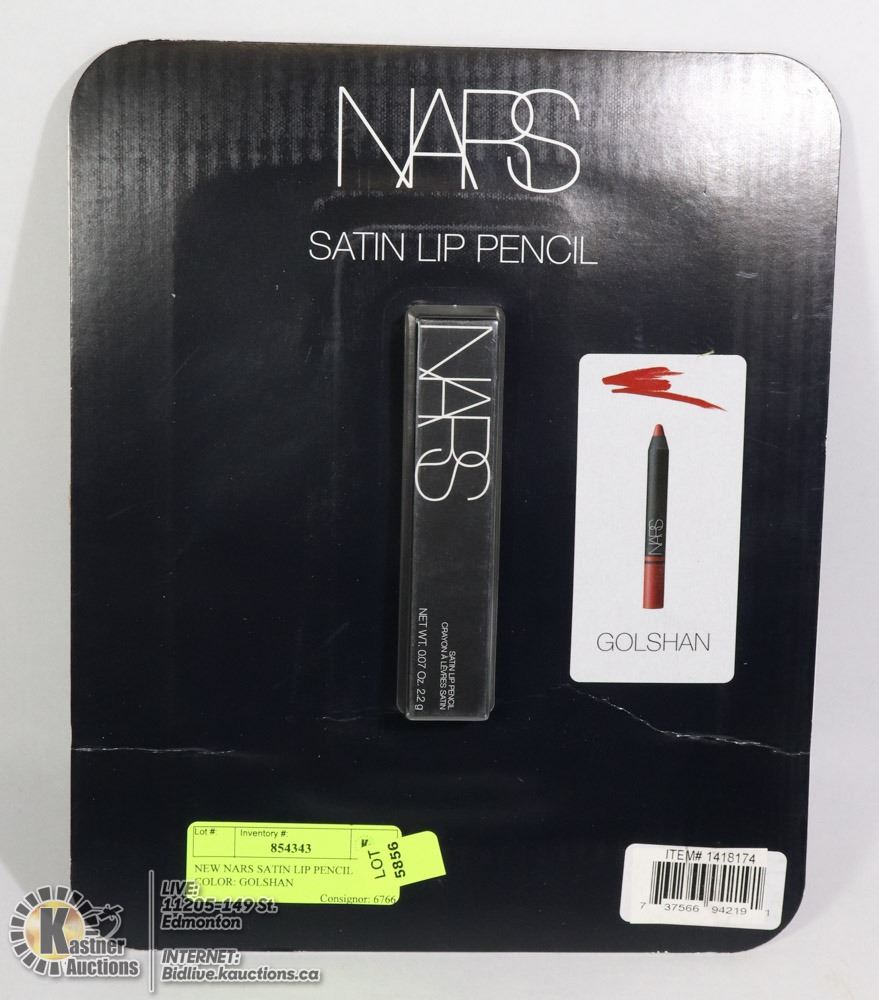 NARS
SATIN LIP PENCIL
NARS
SATIN LIP PENCIL
CRAYON À LÈVRES SATIN
NET WT. 0.07 Oz. 2.2 g
NARS
GOLSHAN
Lot #:
Inventory #:
854343
LOT
5856
NEW NARS SATIN LIP PENCIL
COLOR: GOLSHAN
Consignor: 6766
ITEM# 1418174
7 37566 94219 1
Kastner
Auctions
LIVE:
11205-149 St.
Edmonton
INTERNET:
Bidlive.kauctions.ca